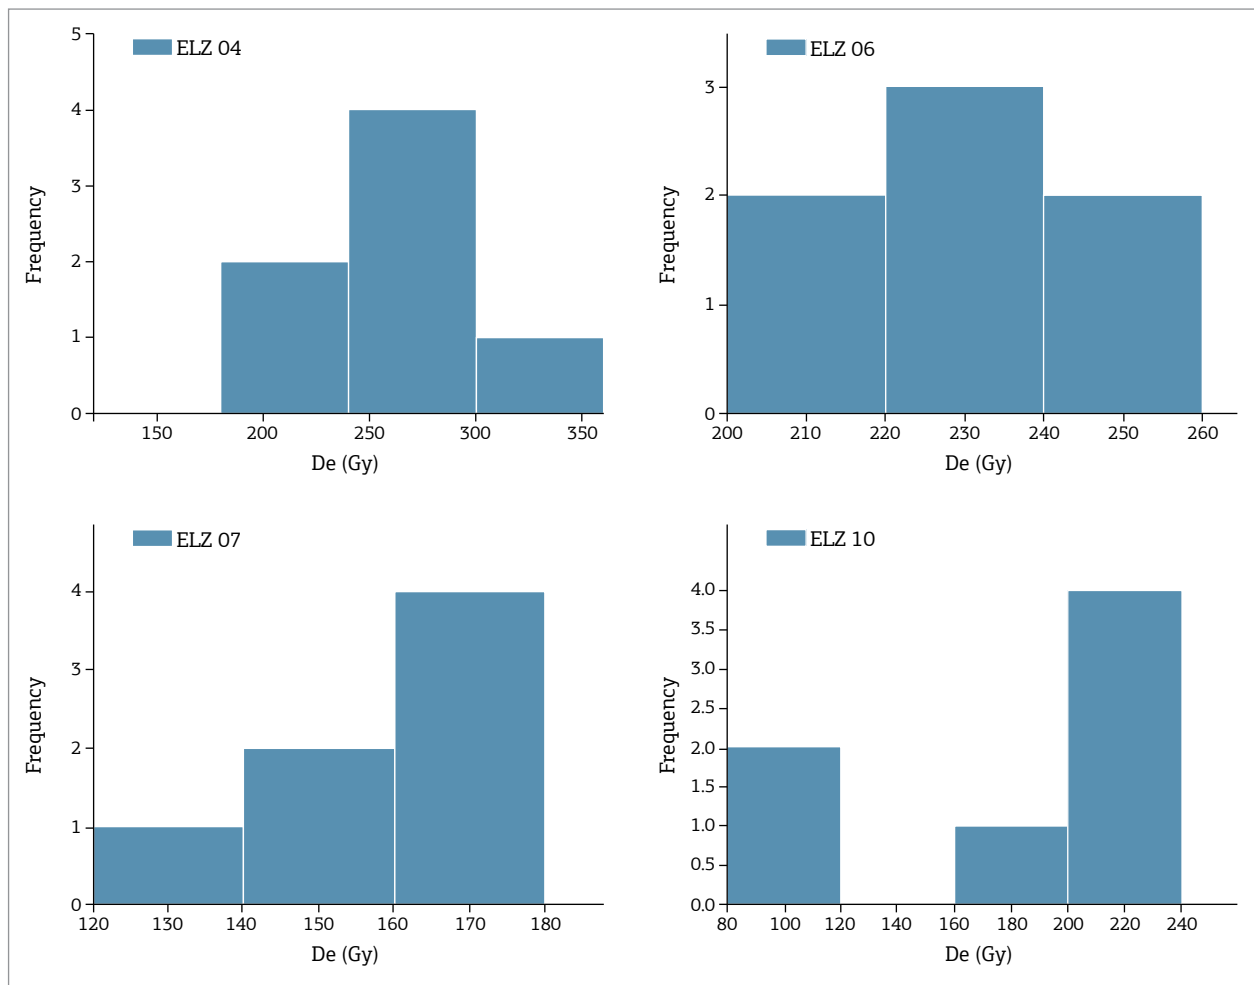 ELZ 04
5
4
3
2
1
0
Frequency
150 200 250 300 350
De (Gy)
ELZ 06
3
2
1
0
Frequency
200 210 220 230 240 250 260
De (Gy)
ELZ 07
4
3
2
1
0
Frequency
120 130 140 150 160 170 180
De (Gy)
ELZ 10
4.0
3.5
3.0
2.5
2.0
1.5
1.0
0.5
0.0
Frequency
80 100 120 140 160 180 200 220 240
De (Gy)